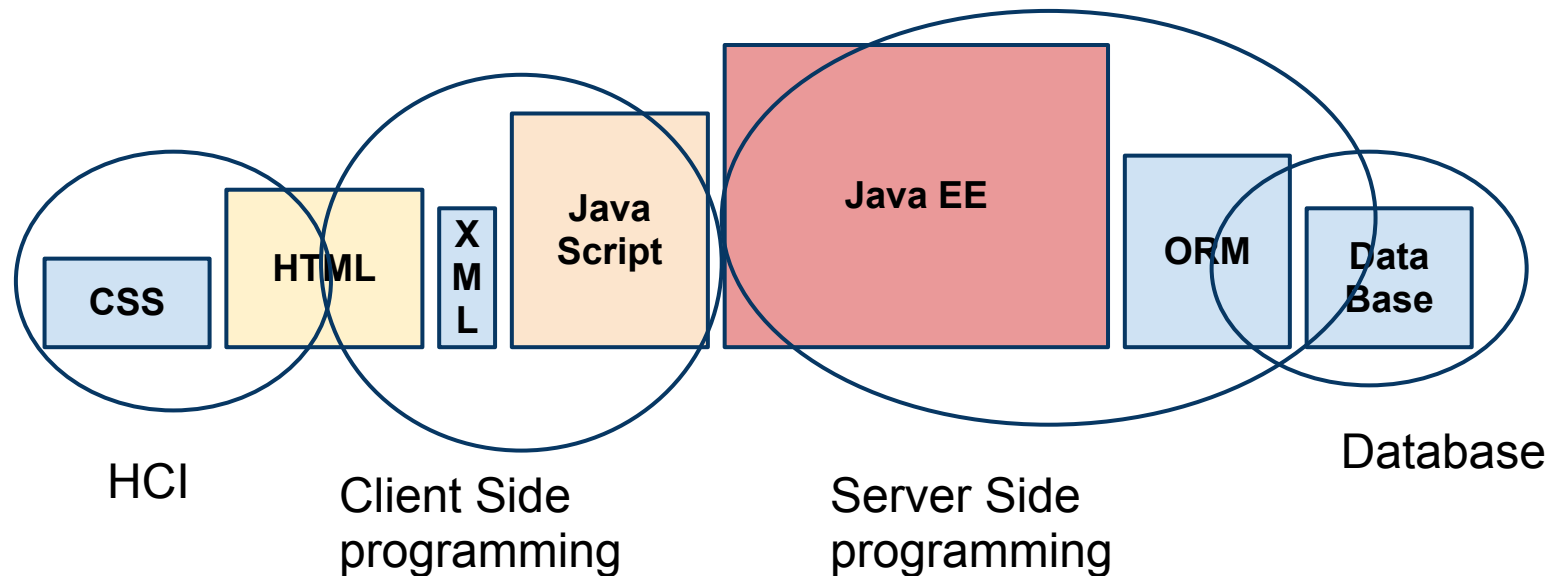 CSS
HTML
X
M
L
Java
Script
Java EE
ORM
Data
Base
HCI
Client Side
programming
Server Side
programming
Database